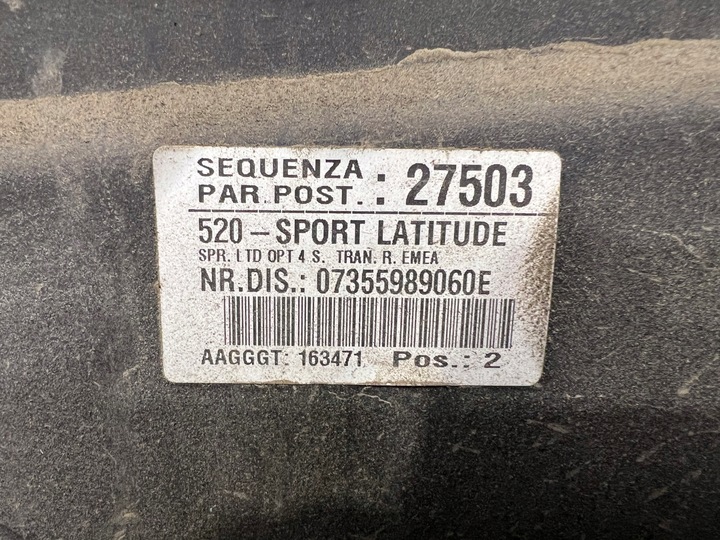 SEQUENZA
PAR.POST. : 27503
520-SPORT LATITUDE
SPR. LTD OPT 4 S. TRAN. R. EMEA
NR.DIS.: 07355989060E
AAGGGT: 163471 Pos.: 2